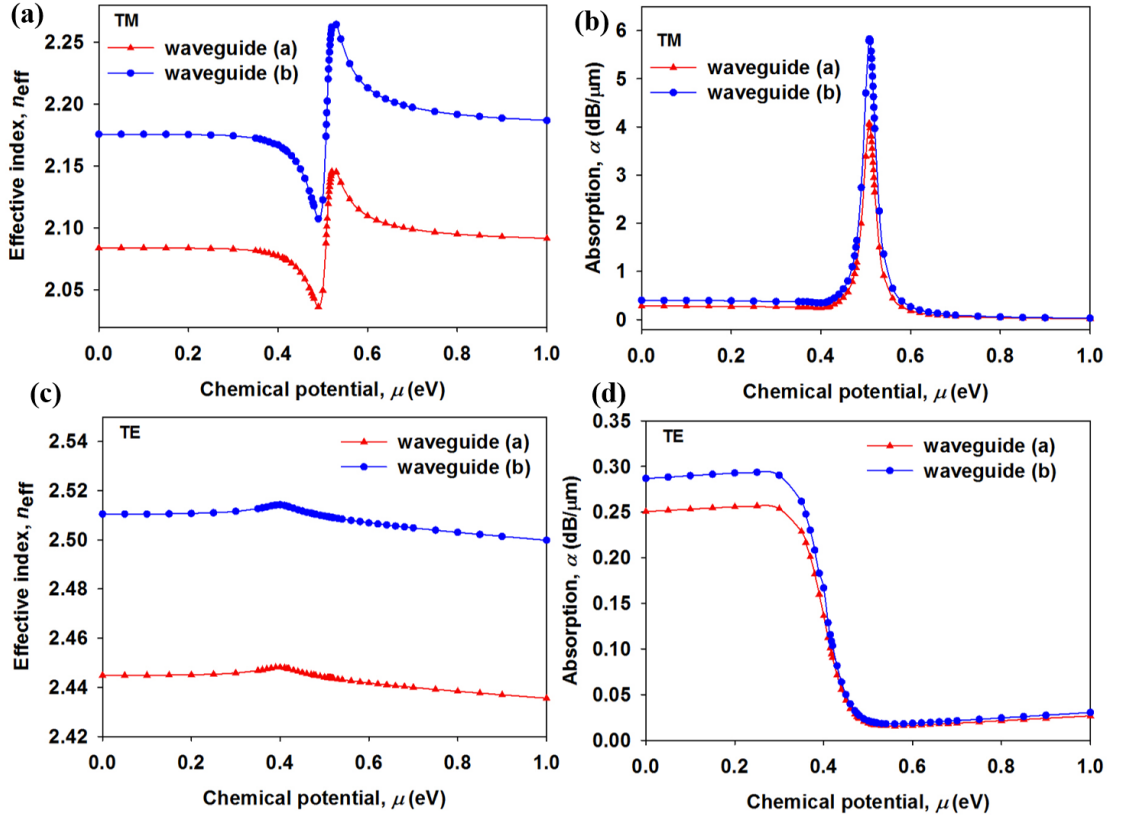 (a)
TM
waveguide (a)
waveguide (b)
Effective index, neff
2.25
2.20
2.15
2.10
2.05
0.0 0.2 0.4 0.6 0.8 1.0
Chemical potential, μ (eV)
(b)
TM
waveguide (a)
waveguide (b)
Absorption, α (dB/μm)
6
5
4
3
2
1
0
0.0 0.2 0.4 0.6 0.8 1.0
Chemical potential, μ (eV)
(c)
TE
waveguide (a)
waveguide (b)
Effective index, neff
2.54
2.52
2.50
2.48
2.46
2.44
2.42
0.0 0.2 0.4 0.6 0.8 1.0
Chemical potential, μ (eV)
(d)
TE
waveguide (a)
waveguide (b)
Absorption, α (dB/μm)
0.35
0.30
0.25
0.20
0.15
0.10
0.05
0.00
0.0 0.2 0.4 0.6 0.8 1.0
Chemical potential, μ (eV)